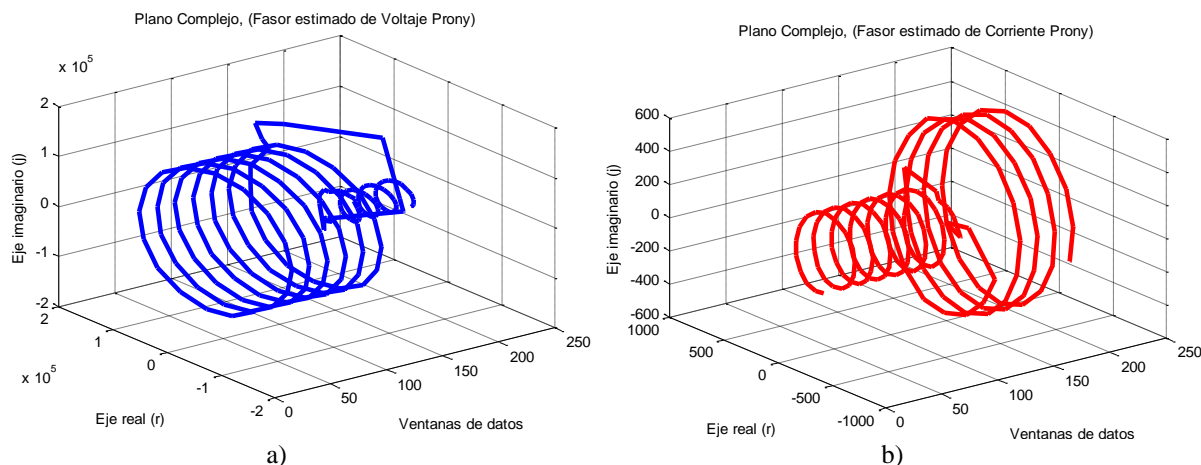 Plano Complejo, (Fasor estimado de Voltaje Prony)
x 10^5
2
1
0
-1
-2
Eje imaginario (j)
2
1
0
-1
-2
x 10^5
Eje real (r)
0
50
100
150
200
250
Ventanas de datos
a)
Plano Complejo, (Fasor estimado de Corriente Prony)
600
400
200
0
-200
-400
-600
Eje imaginario (j)
1000
500
0
-500
-1000
Eje real (r)
0
50
100
150
200
250
Ventanas de datos
b)